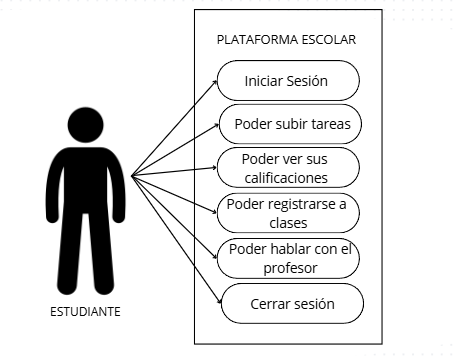 PLATAFORMA ESCOLAR
Iniciar Sesión
Poder subir tareas
Poder ver sus
calificaciones
Poder registrarse a
clases
Poder hablar con el
profesor
Cerrar sesión
ESTUDIANTE